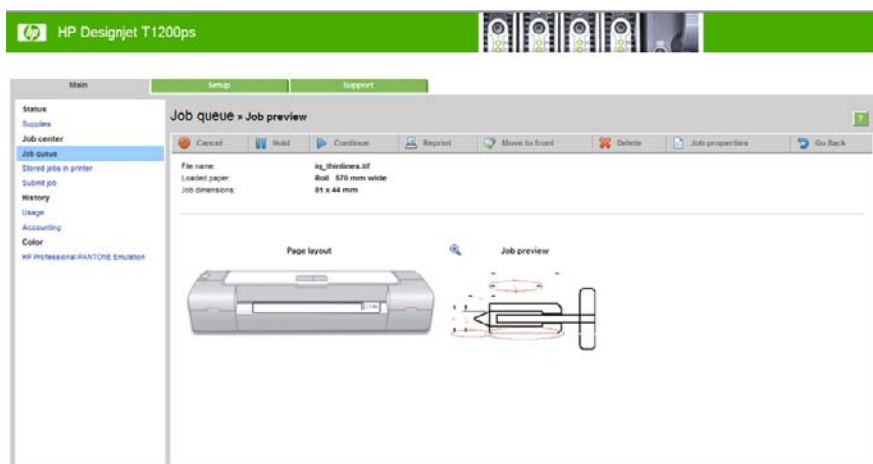 hp HP Designjet T1200ps
Main Setup Support
Status
Supplies
Job center
Job queue
Stored jobs in printer
Submit job
History
Usage
Accounting
Color
HP Professional PANTONE Emulation
Job queue » Job preview
?
Cancel Hold Continue Reprint Move to front Delete Job properties Go Back
File name: iq_thinlines.tif
Loaded paper: Roll 570 mm wide
Job dimensions: 81 x 44 mm
Page layout Job preview